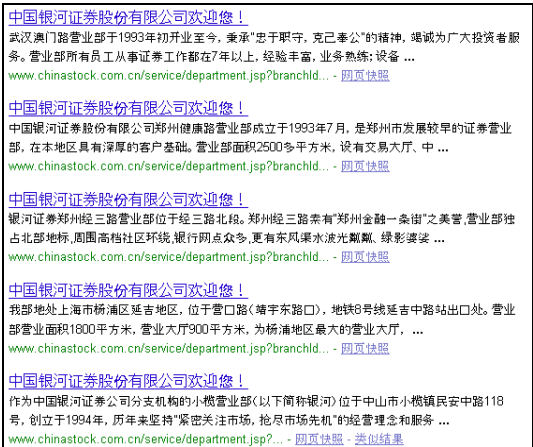 中国银河证券股份有限公司欢迎您！
武汉澳门路营业部于1993年初开业至今，秉承"忠于职守，克己奉公"的精神，竭诚为广大投资者服
务。营业部所有员工从事证券工作都在7年以上，经验丰富，业务熟练；设备 ...
www.chinastock.com.cn/service/department.jsp?branchId... - 网页快照
中国银河证券股份有限公司欢迎您！
中国银河证券股份有限公司郑州健康路营业部成立于1993年7月，是郑州市发展较早的证券营业
部，在本地区具有深厚的客户基础。营业部面积2500多平方米，设有交易大厅、中 ...
www.chinastock.com.cn/service/department.jsp?branchId... - 网页快照
中国银河证券股份有限公司欢迎您！
银河证券郑州经三路营业部位于经三路北段。郑州经三路素有"郑州金融一条街"之美誉,营业部独
占北部地标,周围高档社区环绕,银行网点众多,更有东风渠水波光粼粼、绿影婆娑 ...
www.chinastock.com.cn/service/department.jsp?branchId... - 网页快照
中国银河证券股份有限公司欢迎您！
我部地处上海市杨浦区延吉地区，位于营口路(靖宇东路口)，地铁8号线延吉中路站出口处。营业
部营业面积1800平方米，营业大厅900平方米，为杨浦地区最大的营业大厅， ...
www.chinastock.com.cn/service/department.jsp?branchId... - 网页快照
中国银河证券股份有限公司欢迎您！
作为中国银河证券公司分支机构的小榄营业部(以下简称银河)位于中山市小榄镇民安中路118
号，创立于1994年，历年来坚持"紧密关注市场，抢尽市场先机"的经营理念和服务 ...
www.chinastock.com.cn/service/department.jsp?... - 网页快照 - 类似结果